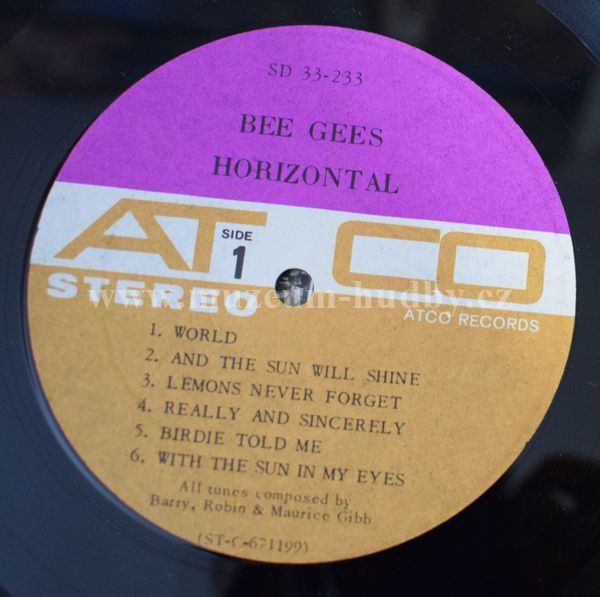 SD 33-233
BEE GEES
HORIZONTAL
ATCO
SIDE
1
STEREO
ATCO RECORDS
www.muzeum-hudby.cz
1. WORLD
2. AND THE SUN WILL SHINE
3. LEMONS NEVER FORGET
4. REALLY AND SINCERELY
5. BIRDIE TOLD ME
6. WITH THE SUN IN MY EYES
All tunes composed by
Barry, Robin & Maurice Gibb
(ST-C-671199)